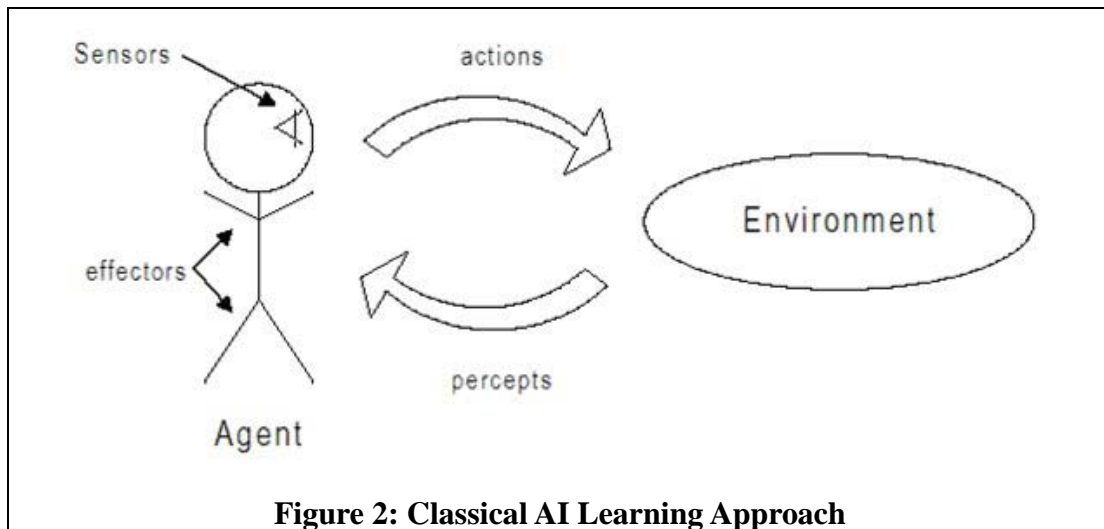 Sensors
actions
Environment
effectors
percepts
Agent
Figure 2: Classical AI Learning Approach